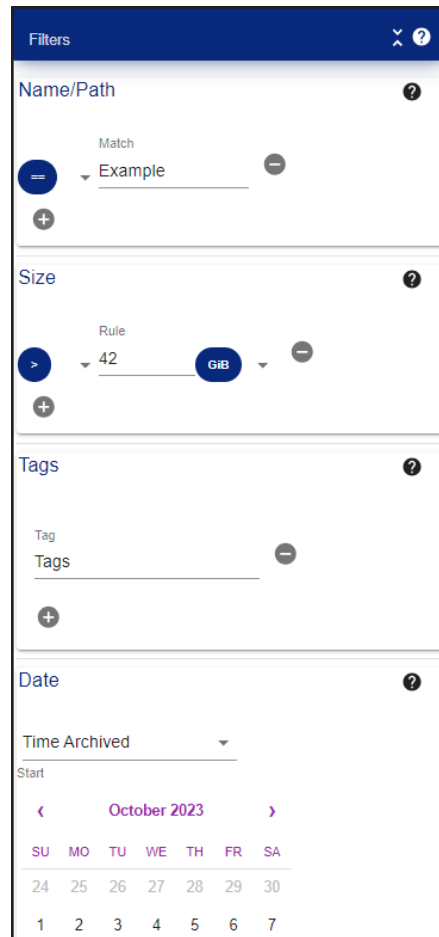 Filters
Name/Path
Match
== Example
Size
Rule
> 42 GiB
Tags
Tag
Tags
Date
Time Archived
Start
‹ October 2023 ›
SU MO TU WE TH FR SA
24 25 26 27 28 29 30
1 2 3 4 5 6 7